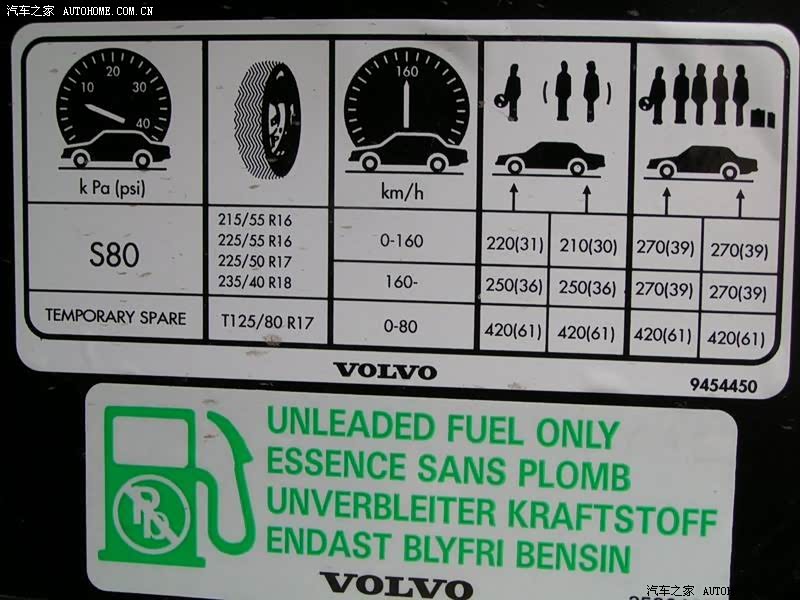 汽车之家 AUTOHOME.COM.CN
10 20 30 40
160
k Pa (psi)
km/h
S80
215/55 R16
225/55 R16
225/50 R17
235/40 R18
0-160 220(31) 210(30) 270(39) 270(39)
160- 250(36) 250(36) 270(39) 270(39)
TEMPORARY SPARE T125/80 R17 0-80 420(61) 420(61) 420(61) 420(61)
VOLVO
9454450
UNLEADED FUEL ONLY
ESSENCE SANS PLOMB
UNVERBLEITER KRAFTSTOFF
ENDAST BLYFRI BENSIN
Pb
VOLVO
汽车之家